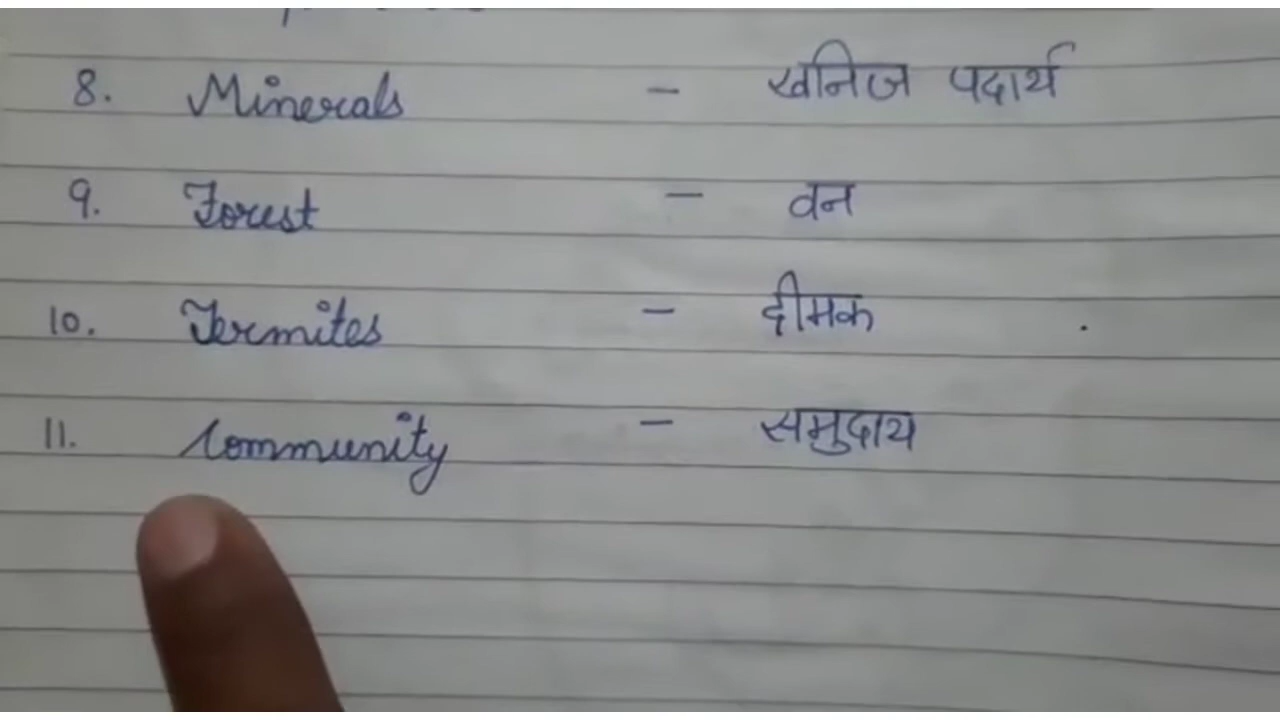 8. Minerals - खनिज पदार्थ
9. Forest - वन
10. Termites - दीमक
11. Community - समुदाय